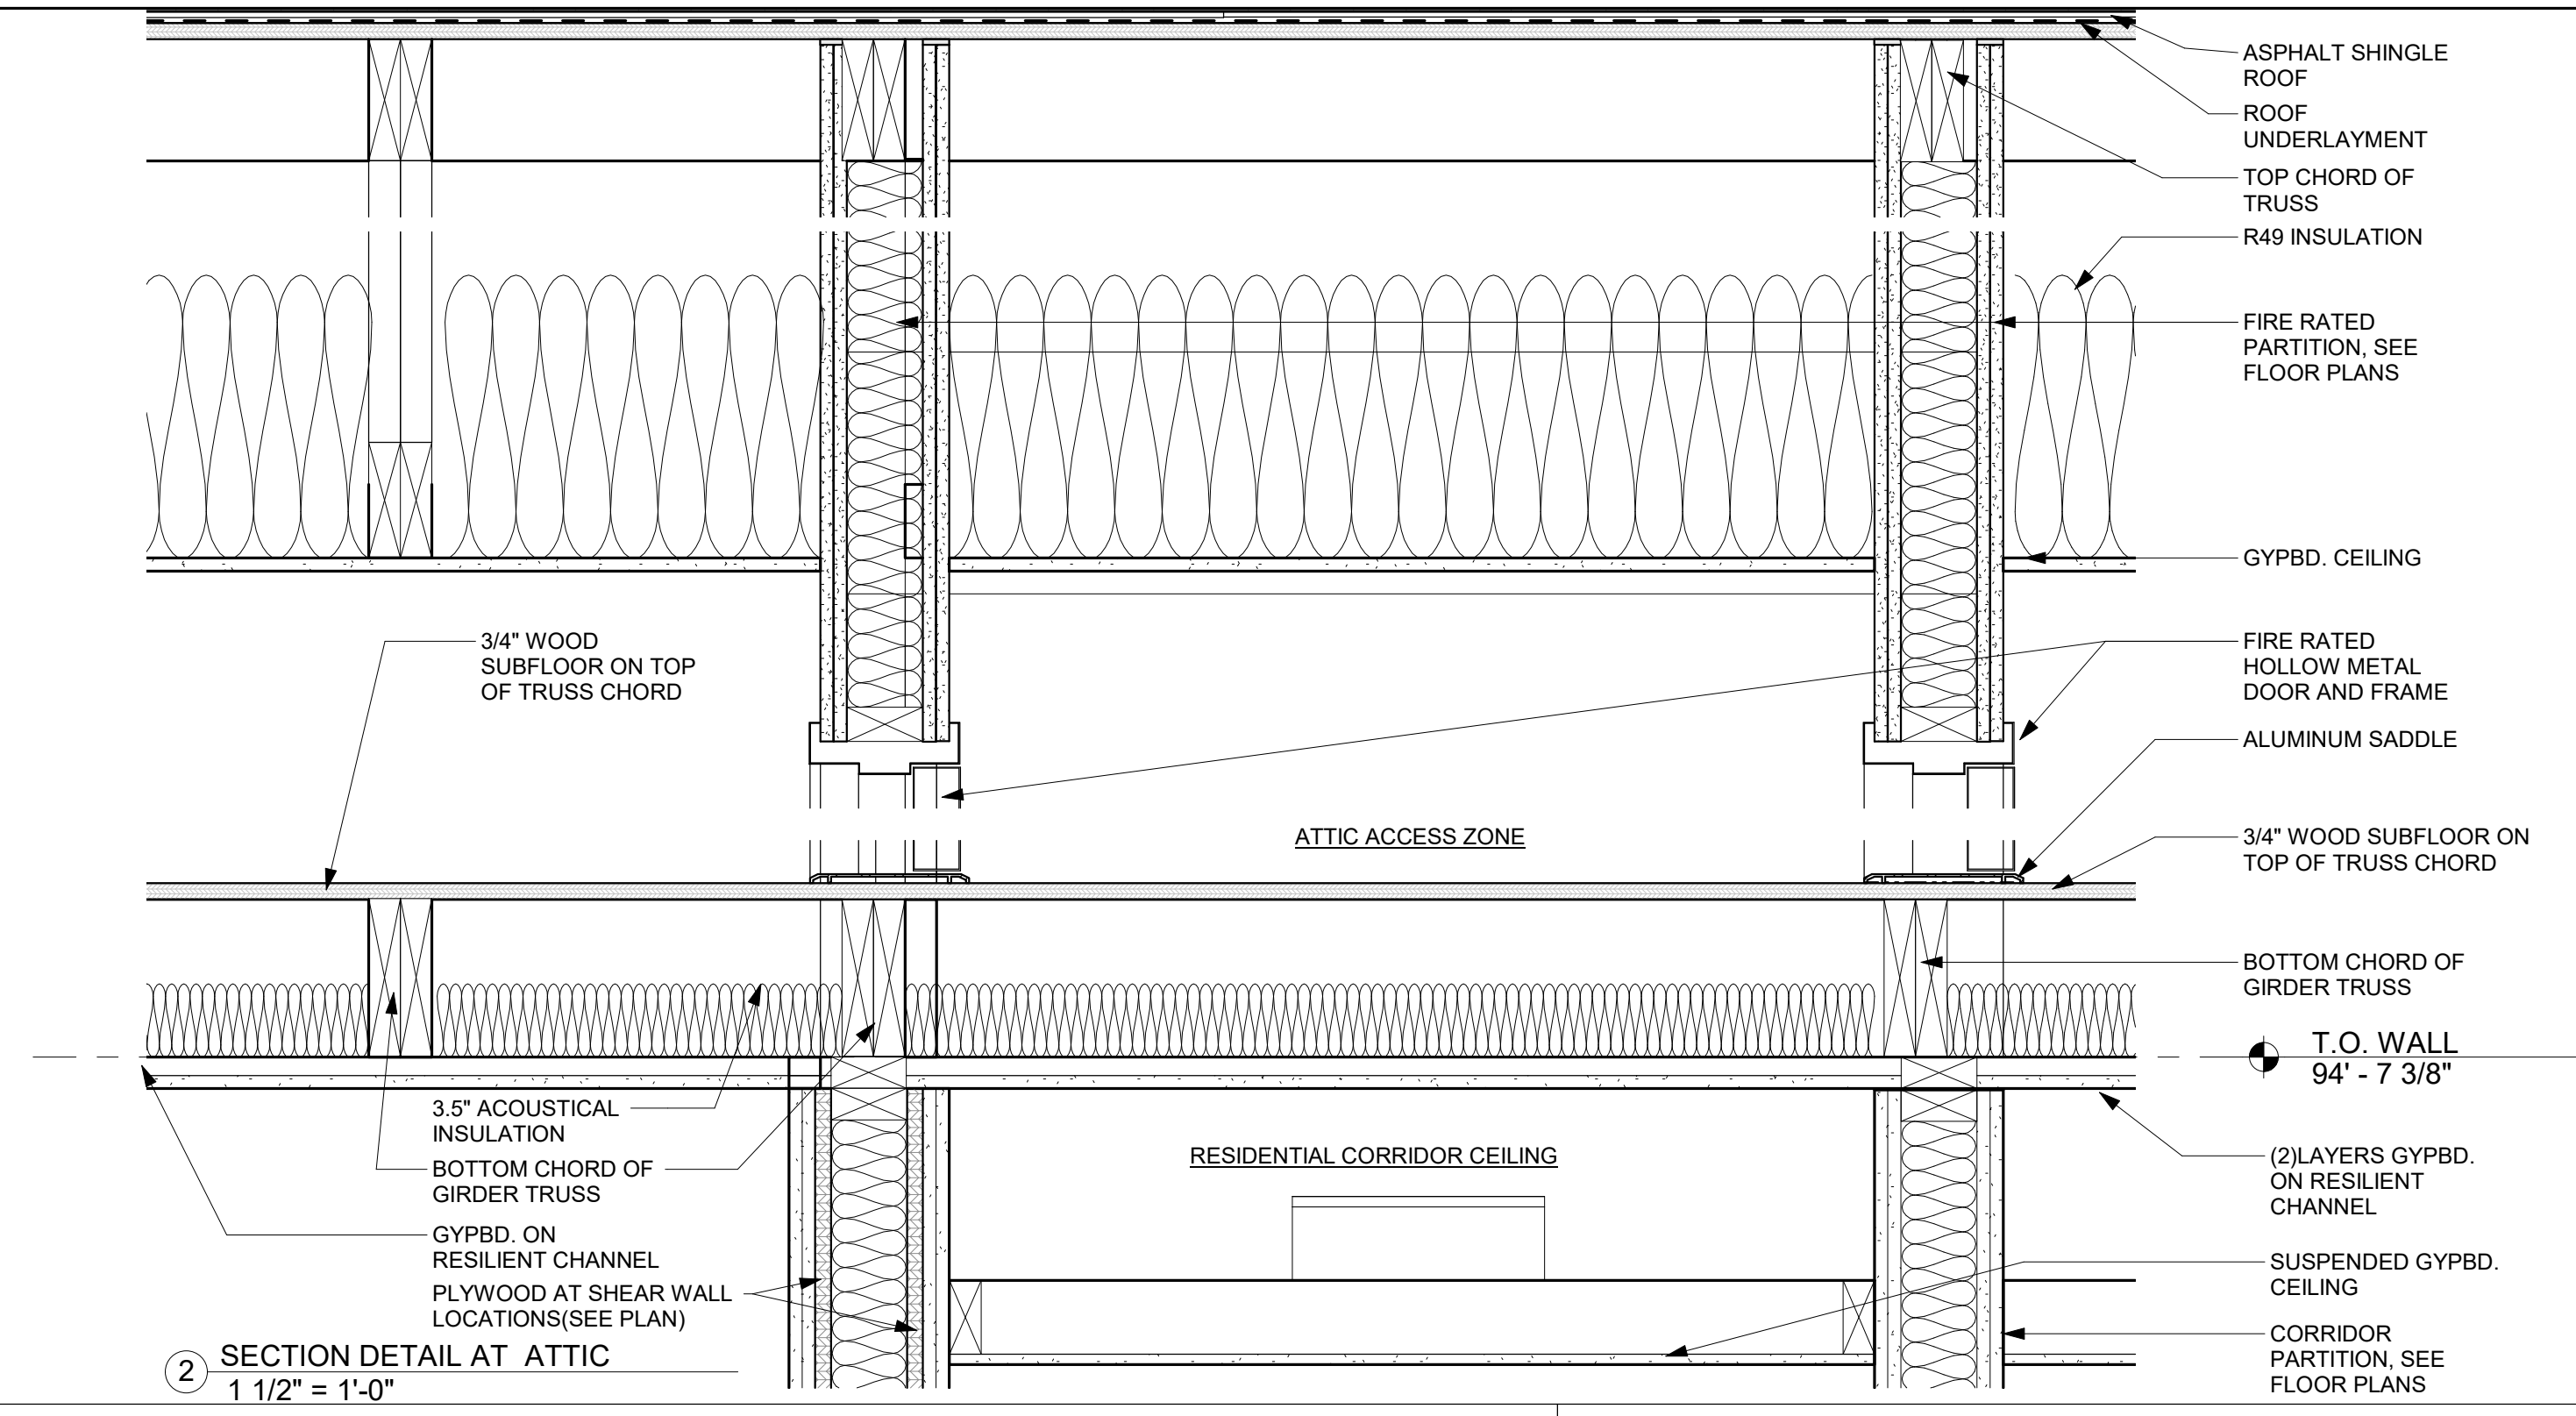 ASPHALT SHINGLE
ROOF
ROOF
UNDERLAYMENT
TOP CHORD OF
TRUSS
R49 INSULATION
FIRE RATED
PARTITION, SEE
FLOOR PLANS
GYPBD. CEILING
3/4" WOOD
SUBFLOOR ON TOP
OF TRUSS CHORD
FIRE RATED
HOLLOW METAL
DOOR AND FRAME
ALUMINUM SADDLE
ATTIC ACCESS ZONE
3/4" WOOD SUBFLOOR ON
TOP OF TRUSS CHORD
BOTTOM CHORD OF
GIRDER TRUSS
T.O. WALL
94' - 7 3/8"
3.5" ACOUSTICAL
INSULATION
BOTTOM CHORD OF
GIRDER TRUSS
GYPBD. ON
RESILIENT CHANNEL
PLYWOOD AT SHEAR WALL
LOCATIONS(SEE PLAN)
RESIDENTIAL CORRIDOR CEILING
(2)LAYERS GYPBD.
ON RESILIENT
CHANNEL
SUSPENDED GYPBD.
CEILING
CORRIDOR
PARTITION, SEE
FLOOR PLANS
2 SECTION DETAIL AT ATTIC
1 1/2" = 1'-0"